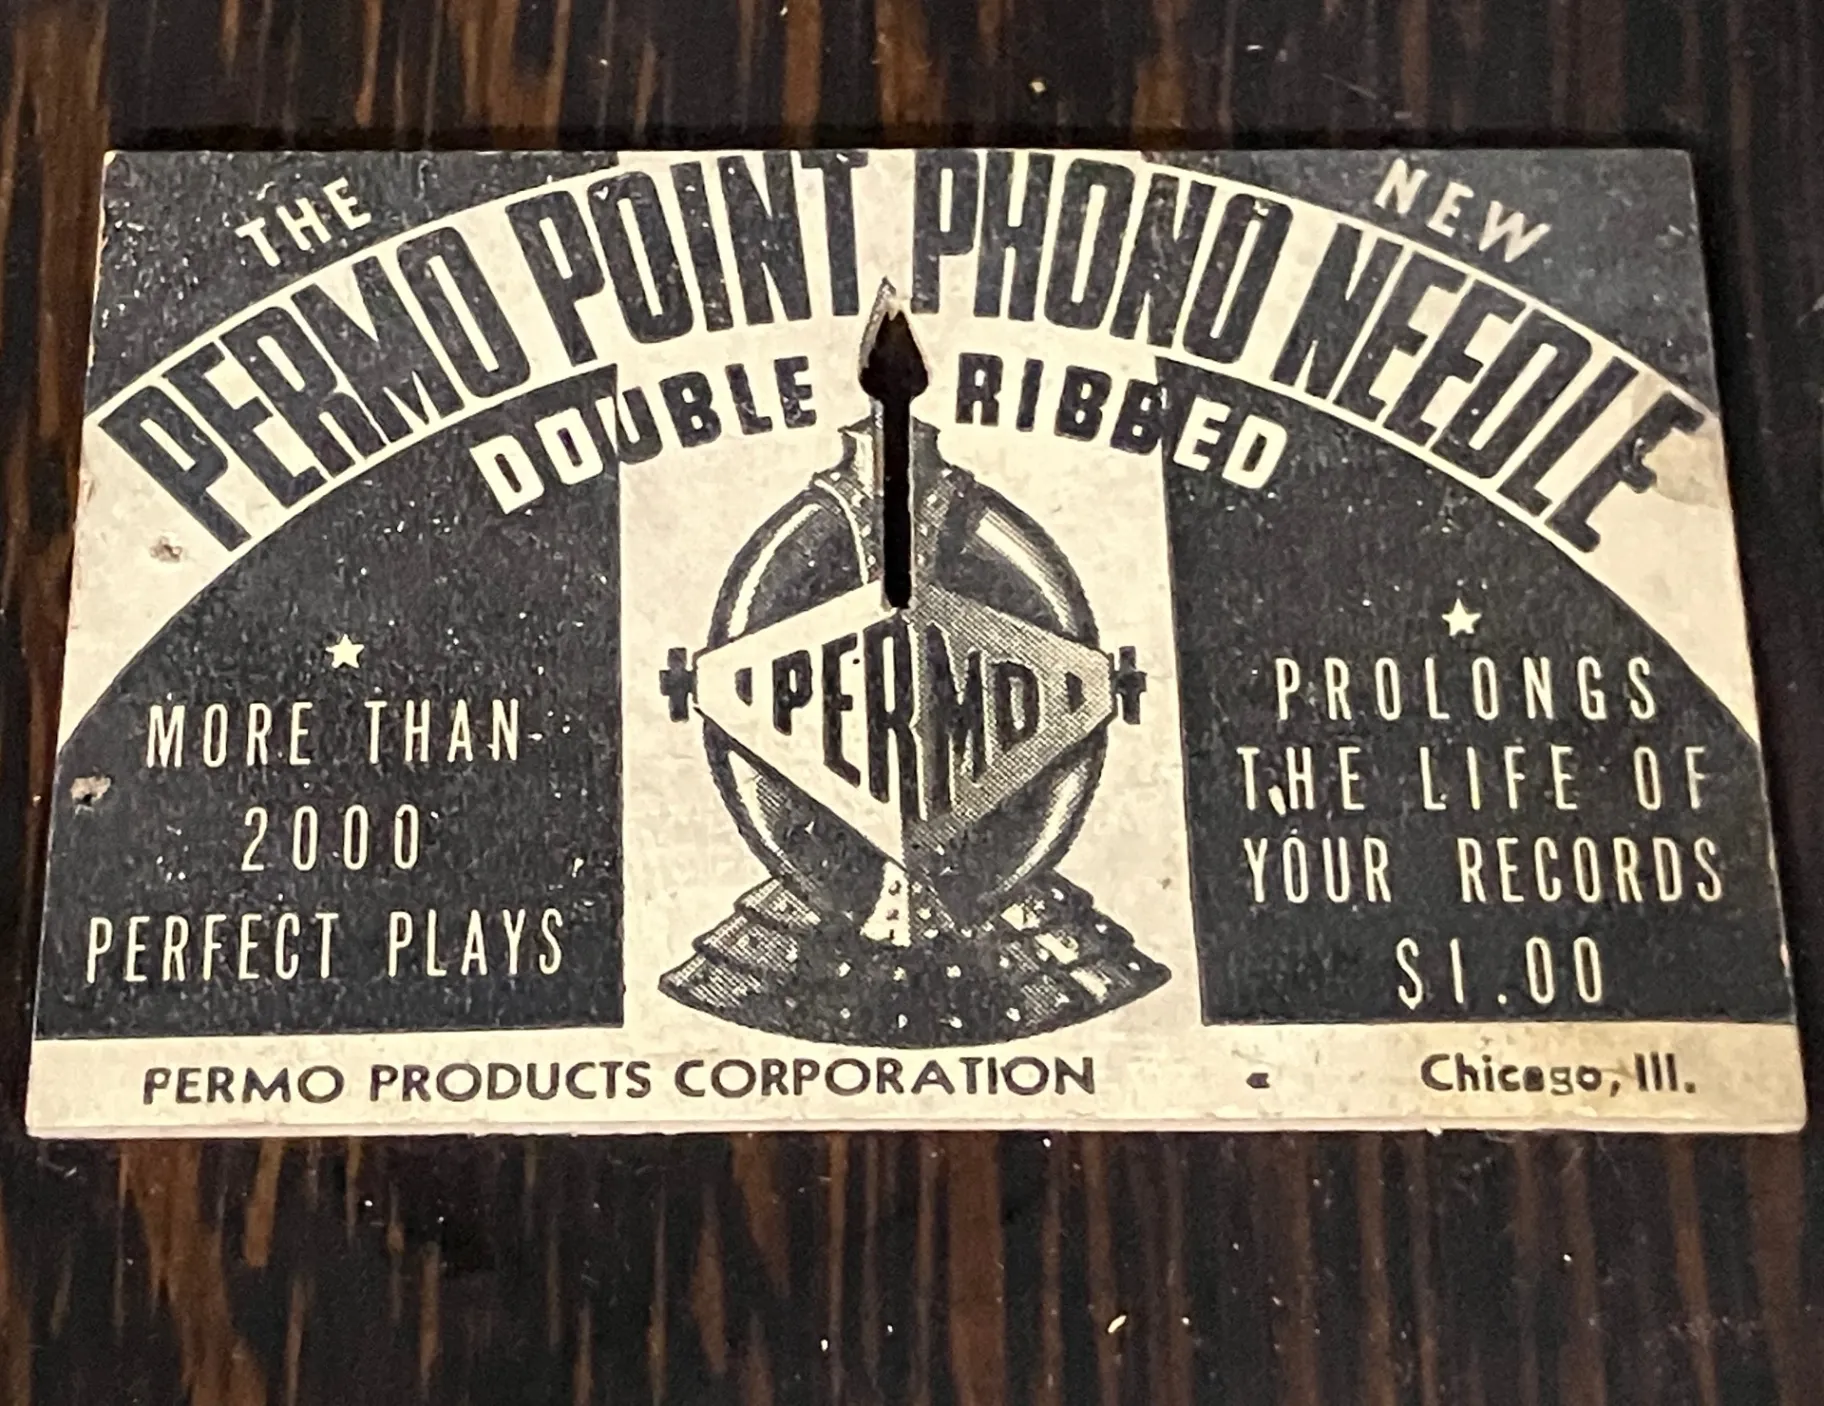 THE NEW
PERMO POINT PHONO NEEDLE
DOUBLE RIBBED
PERMO
MORE THAN
2000
PERFECT PLAYS
PROLONGS
THE LIFE OF
YOUR RECORDS
$1.00
PERMO PRODUCTS CORPORATION - Chicago, Ill.